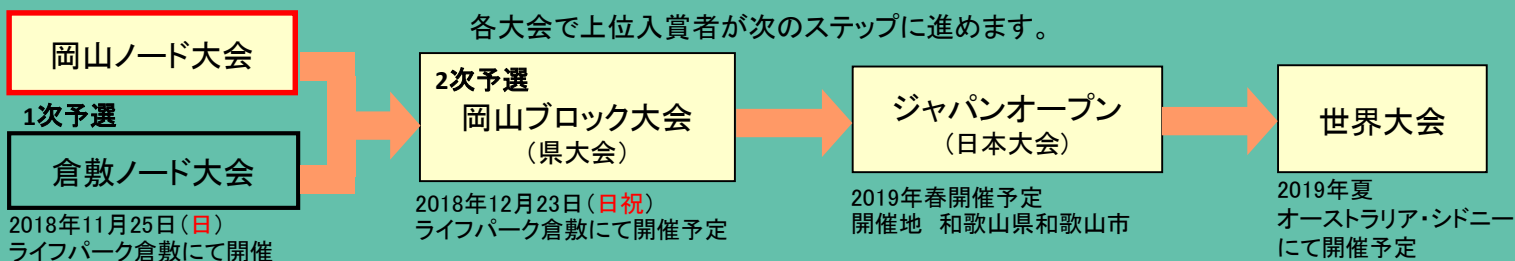 各大会で上位入賞者が次のステップに進めます。
岡山ノード大会
1次予選
倉敷ノード大会
2018年11月25日(日)
ライフパーク倉敷にて開催
2次予選
岡山ブロック大会
(県大会)
2018年12月23日(日祝)
ライフパーク倉敷にて開催予定
ジャパンオープン
(日本大会)
2019年春開催予定
開催地 和歌山県和歌山市
世界大会
2019年夏
オーストラリア・シドニー
にて開催予定